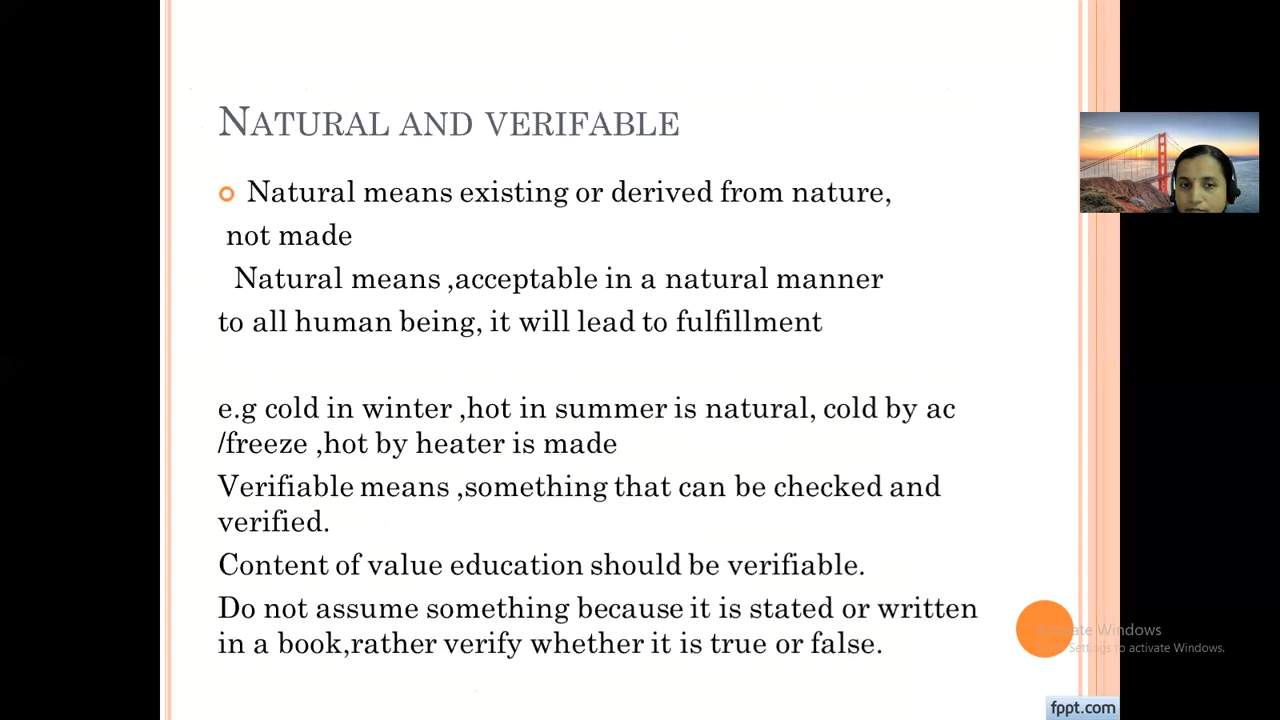 NATURAL AND VERIFABLE
Natural means existing or derived from nature,
not made
Natural means ,acceptable in a natural manner
to all human being, it will lead to fulfillment
e.g cold in winter ,hot in summer is natural, cold by ac
/freeze ,hot by heater is made
Verifiable means ,something that can be checked and
verified.
Content of value education should be verifiable.
Do not assume something because it is stated or written
in a book,rather verify whether it is true or false.
Activate Windows
Settings to activate Windows.
fppt.com